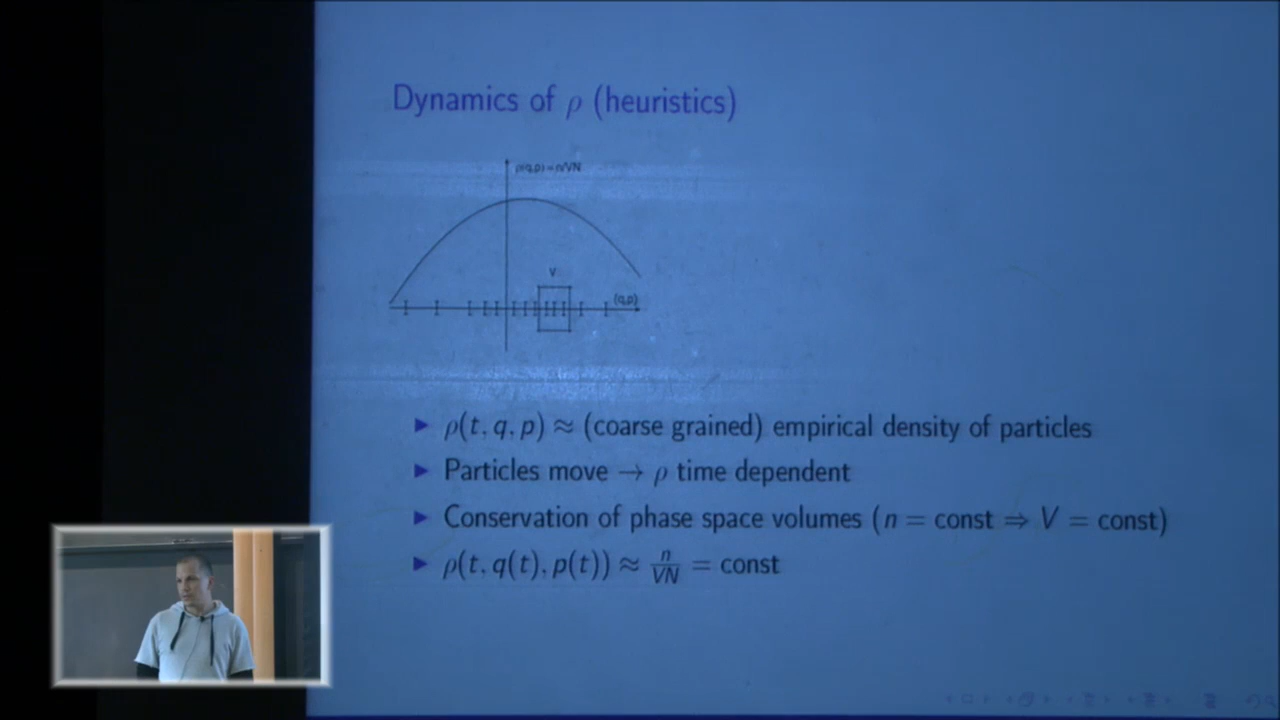 Dynamics of ρ (heuristics)
ρ(q,p)=n/VN
V
(q,p)
► ρ(t, q, p) ≈ (coarse grained) empirical density of particles
► Particles move → ρ time dependent
► Conservation of phase space volumes (n = const ⇒ V = const)
► ρ(t, q(t), p(t)) ≈ n/VN = const